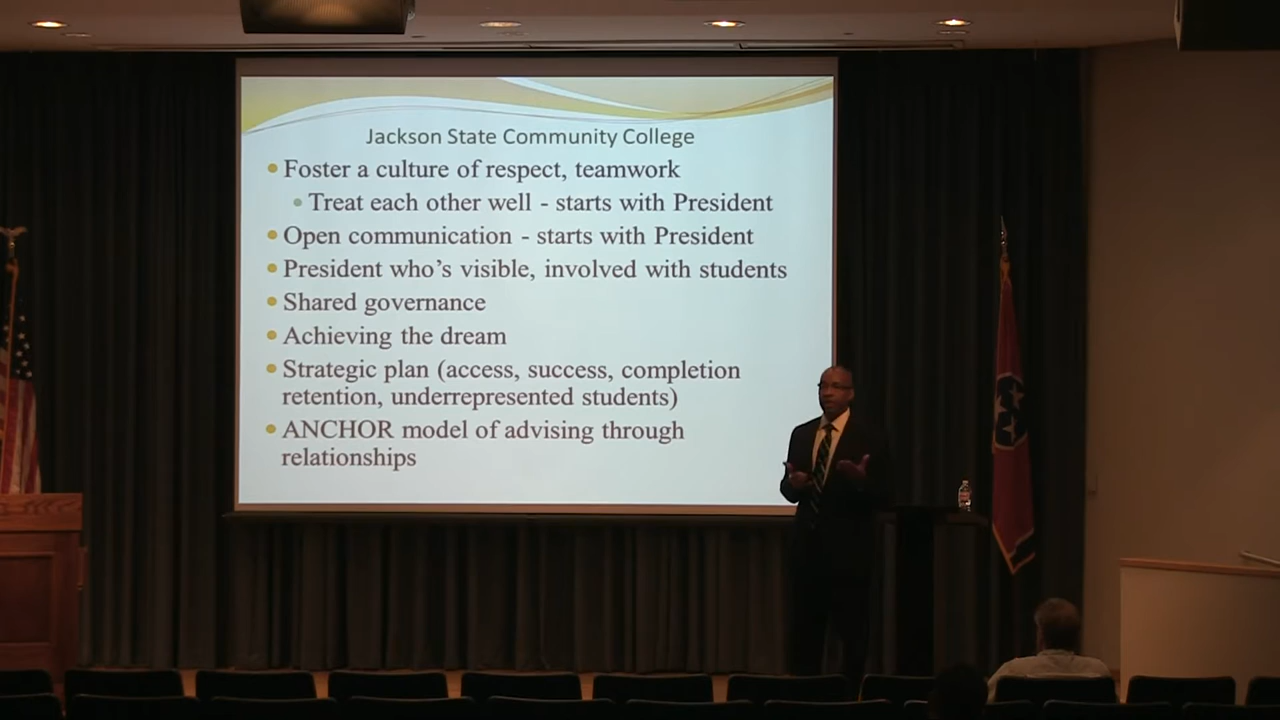 Jackson State Community College
Foster a culture of respect, teamwork
Treat each other well - starts with President
Open communication - starts with President
President who's visible, involved with students
Shared governance
Achieving the dream
Strategic plan (access, success, completion
retention, underrepresented students)
ANCHOR model of advising through
relationships